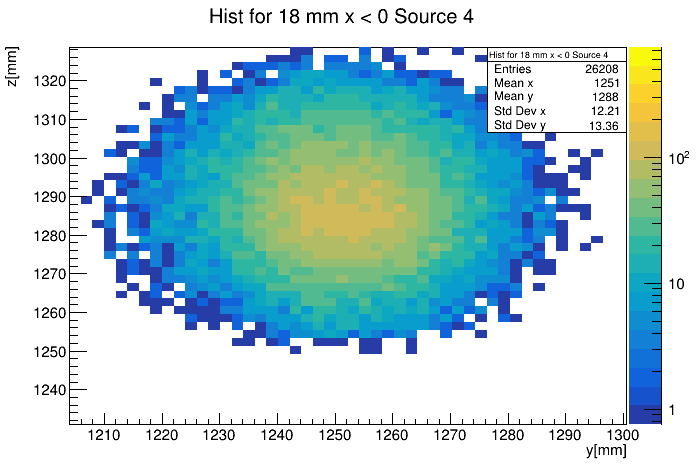 Hist for 18 mm x < 0 Source 4
z[mm]
Hist for 18 mm x < 0 Source 4
Entries 26208
Mean x 1251
Mean y 1288
Std Dev x 12.21
Std Dev y 13.36
1320
1310
1300
1290
1280
1270
1260
1250
1240
10²
10
1
1210 1220 1230 1240 1250 1260 1270 1280 1290 1300
y[mm]